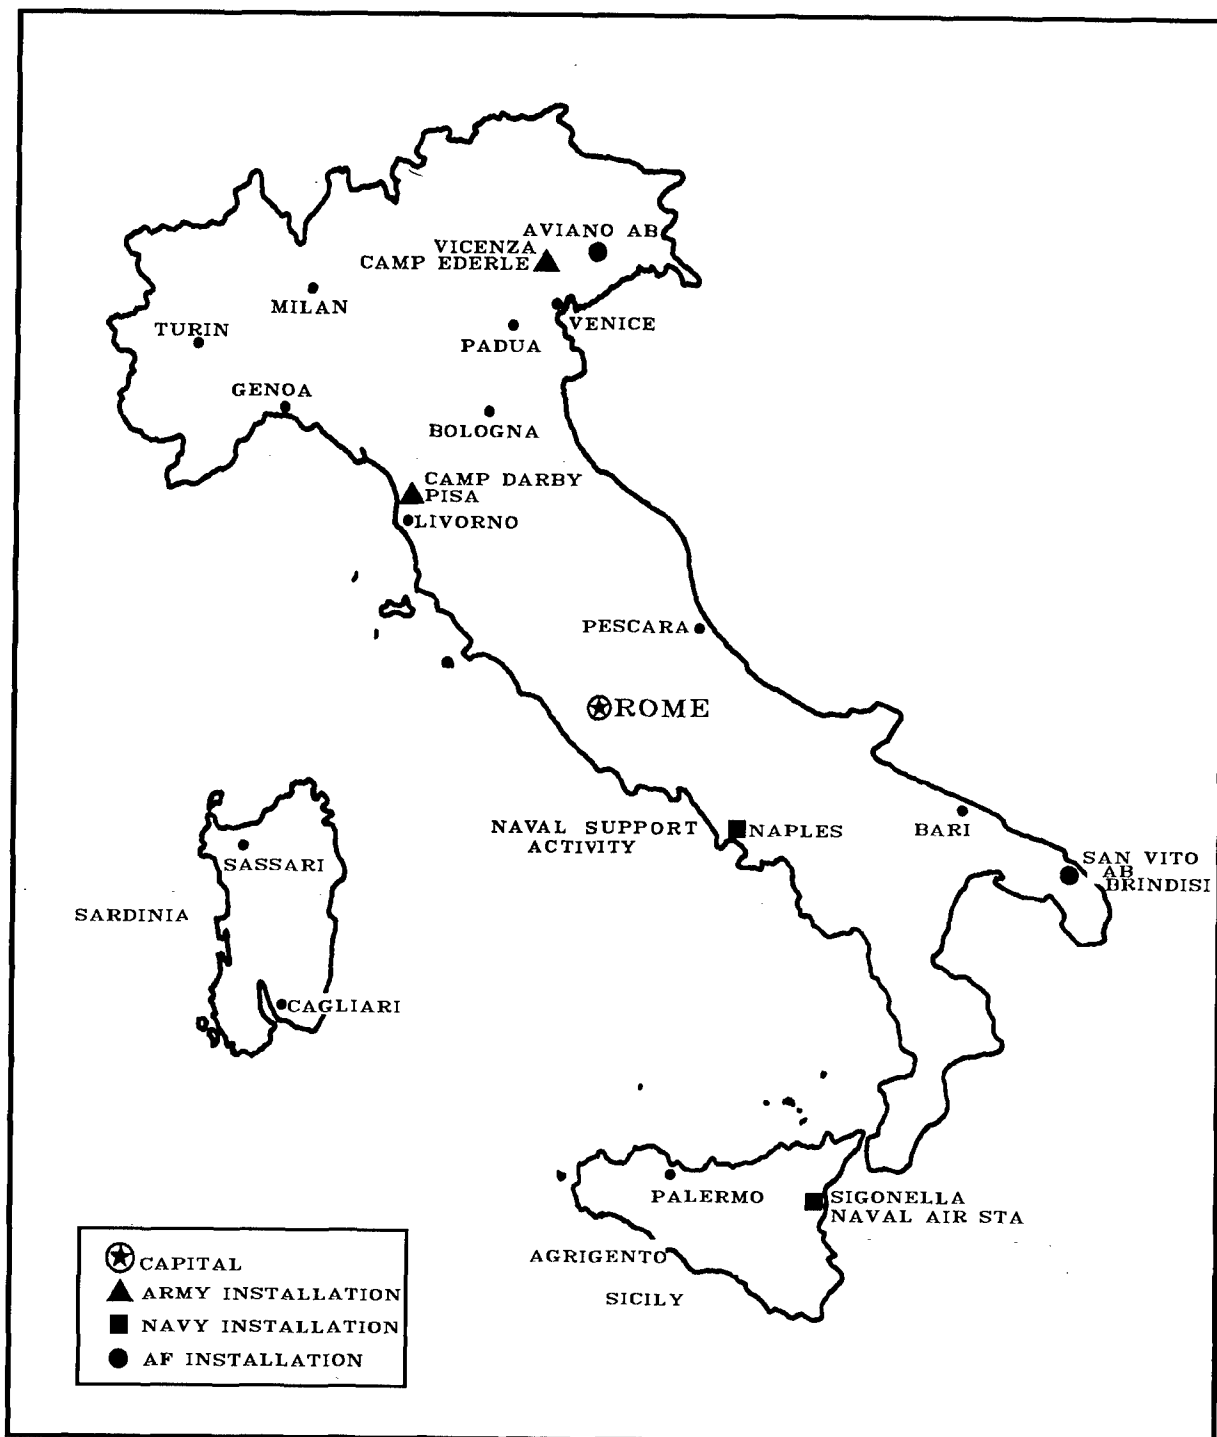 AVIANO AB
VICENZA
CAMP EDERLE
MILAN
VENICE
TURIN
PADUA
GENOA
BOLOGNA
CAMP DARBY
PISA
LIVORNO
PESCARA
ROME
NAVAL SUPPORT
ACTIVITY
NAPLES
BARI
SAN VITO
AB
BRINDISI
SASSARI
SARDINIA
CAGLIARI
PALERMO
SIGONELLA
NAVAL AIR STA
AGRIGENTO
SICILY
CAPITAL
ARMY INSTALLATION
NAVY INSTALLATION
AF INSTALLATION